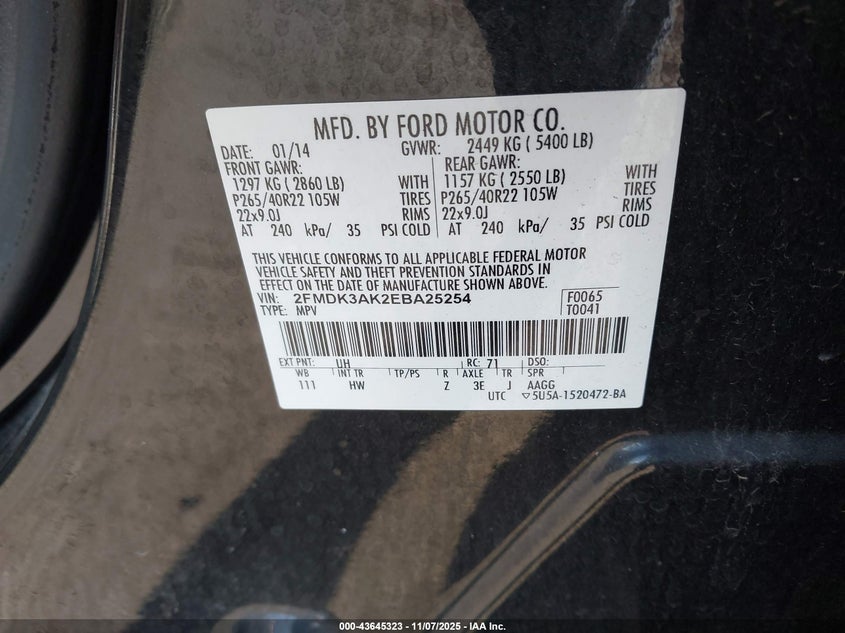 MFD. BY FORD MOTOR CO.
DATE: 01/14 GVWR: 2449 KG ( 5400 LB)
FRONT GAWR: REAR GAWR:
1297 KG ( 2860 LB) WITH 1157 KG ( 2550 LB) WITH
P265/40R22 105W TIRES P265/40R22 105W TIRES
22x9.0J RIMS 22x9.0J RIMS
AT 240 kPa/ 35 PSI COLD AT 240 kPa/ 35 PSI COLD
THIS VEHICLE CONFORMS TO ALL APPLICABLE FEDERAL MOTOR
VEHICLE SAFETY AND THEFT PREVENTION STANDARDS IN
EFFECT ON THE DATE OF MANUFACTURE SHOWN ABOVE.
VIN: 2FMDK3AK2EBA25254 F0065
TYPE: MPV T0041
EXT PNT: UH RC: 71 DSO:
WB INT TR TP/PS R AXLE TR SPR
111 HW Z 3E J AAGG
UTC ▽5U5A-1520472-BA
000-43645323 - 11/07/2025 - IAA Inc.